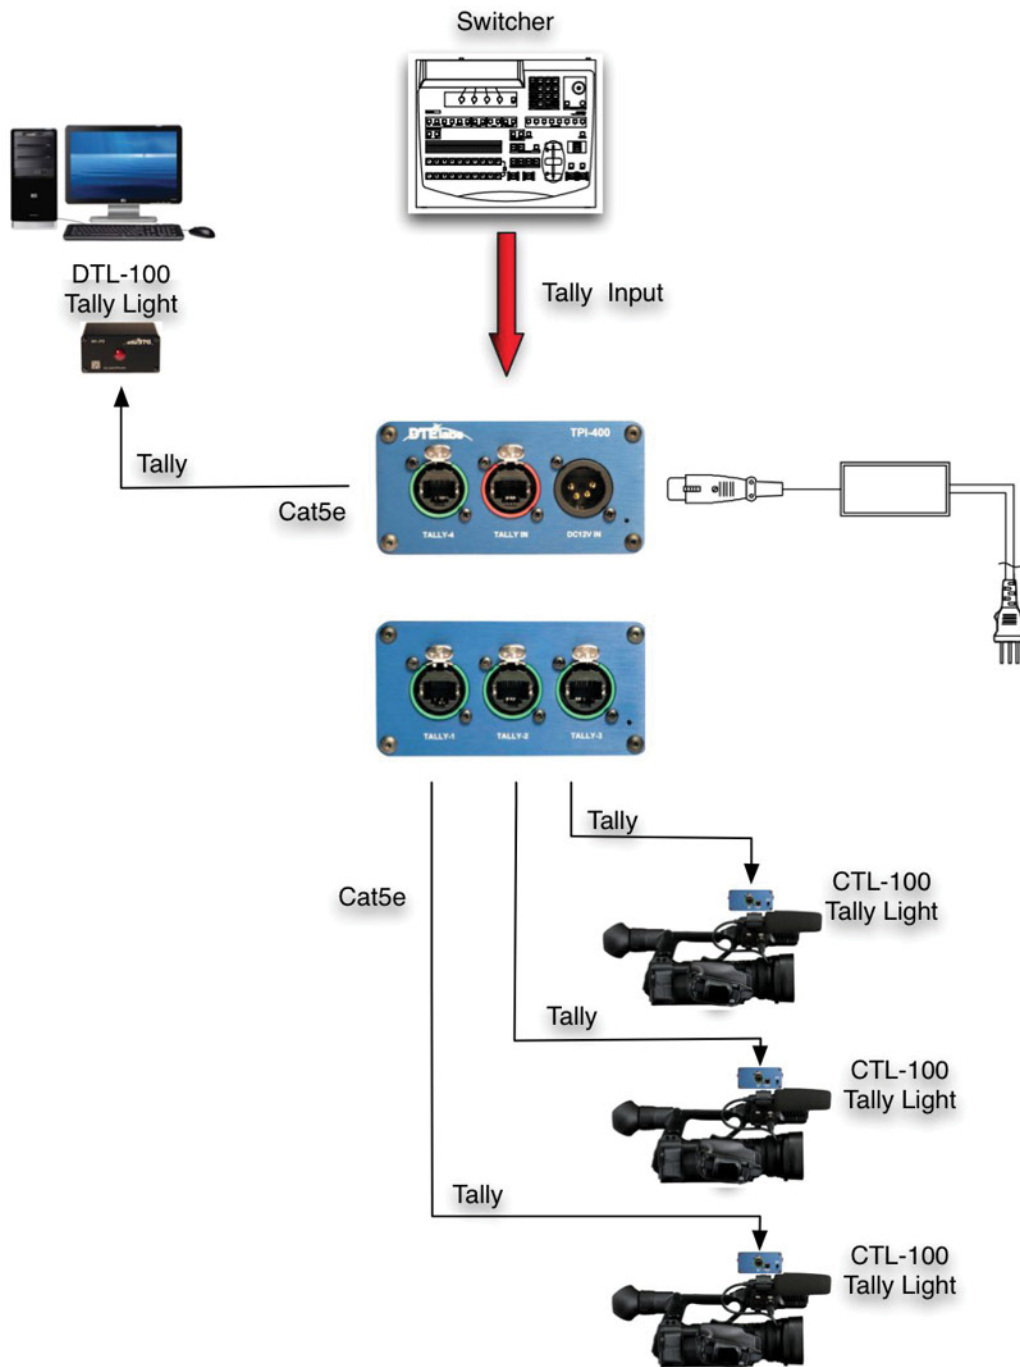 Switcher
DTL-100
Tally Light
Tally Input
DTE labs
TPI-400
Tally
Cat5e
TALLY-4
TALLY IN
DC12V IN
TALLY-1
TALLY-2
TALLY-3
Tally
Cat5e
CTL-100
Tally Light
Tally
CTL-100
Tally Light
Tally
CTL-100
Tally Light